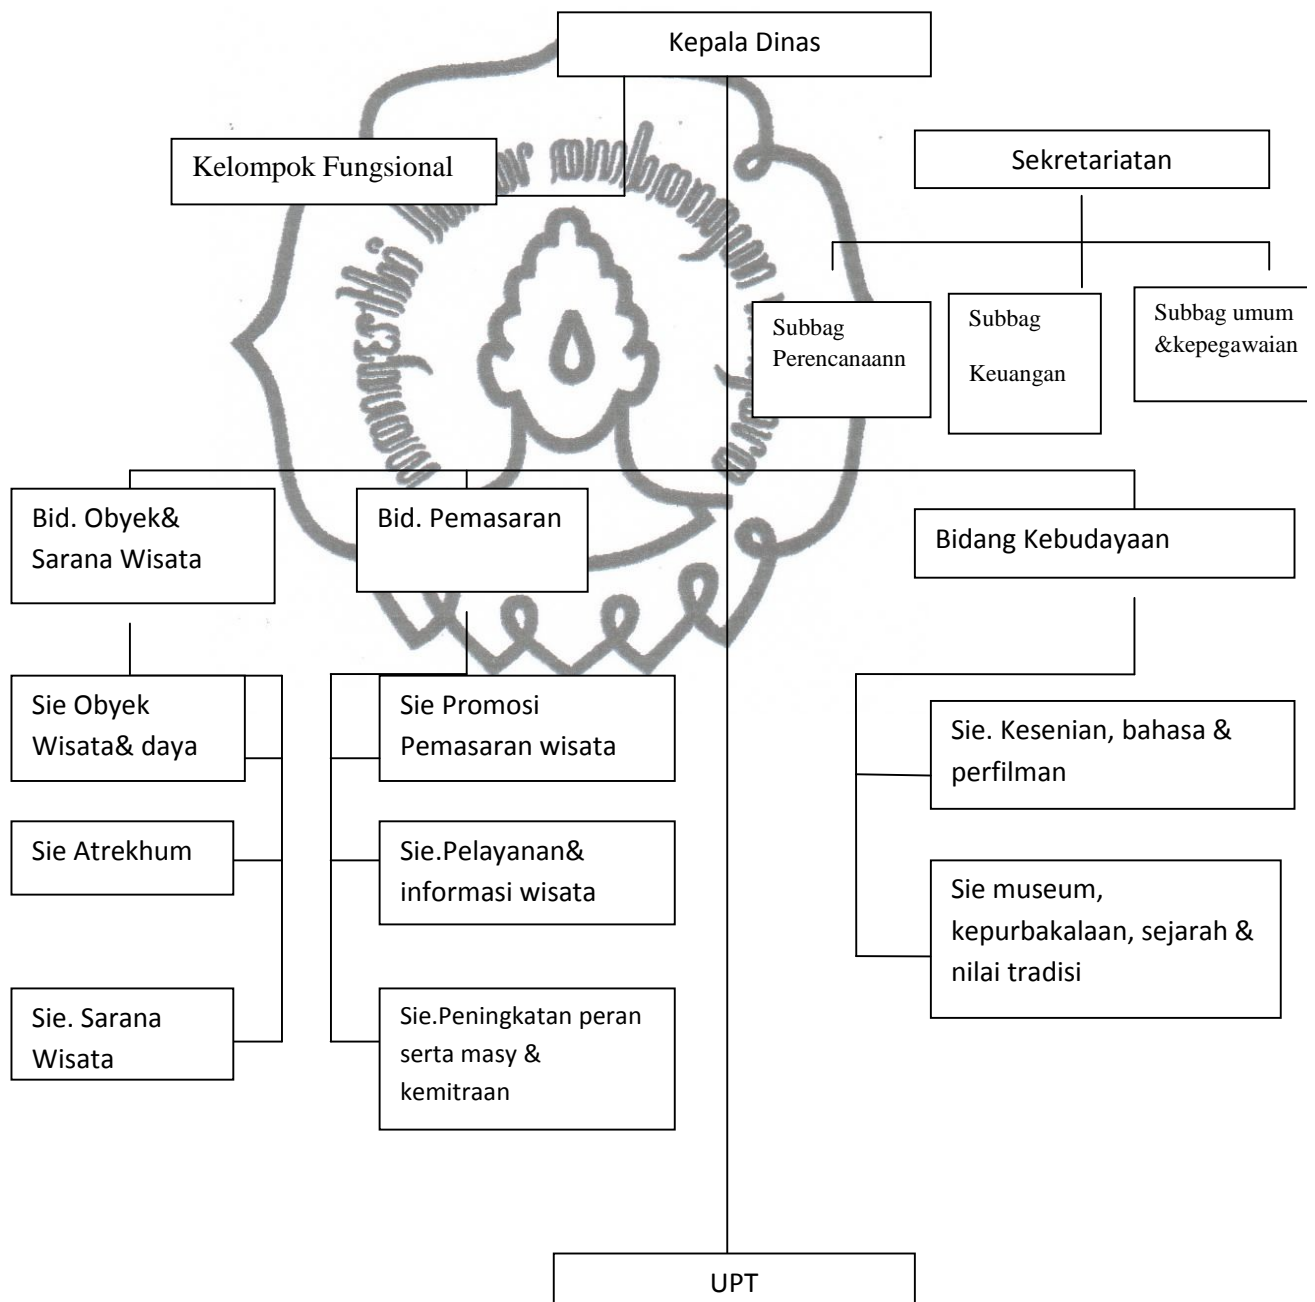 Kepala Dinas
Kelompok Fungsional
Sekretariatan
Subbag
Perencanaann
Subbag
Keuangan
Subbag umum
&kepegawaian
Bid. Obyek&
Sarana Wisata
Bid. Pemasaran
Bidang Kebudayaan
Sie Obyek
Wisata& daya
Sie Promosi
Pemasaran wisata
Sie. Kesenian, bahasa &
perfilman
Sie Atrekhum
Sie.Pelayanan&
informasi wisata
Sie museum,
kepurbakalaan, sejarah &
nilai tradisi
Sie. Sarana
Wisata
Sie.Peningkatan peran
serta masy &
kemitraan
UPT